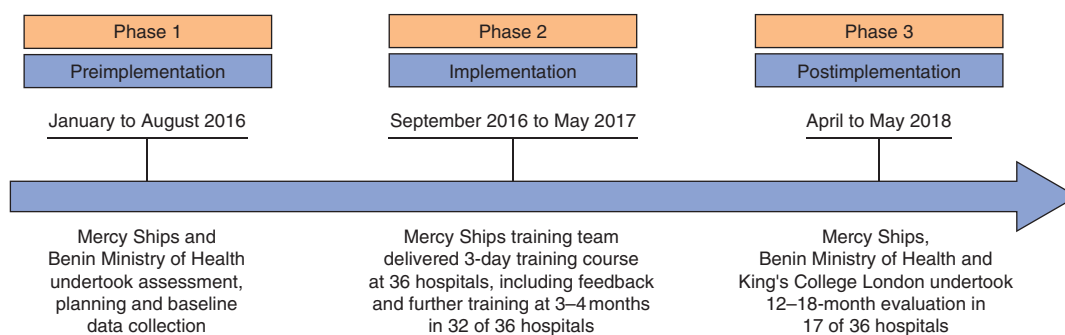 Phase 1
Preimplementation
January to August 2016
Mercy Ships and
Benin Ministry of Health
undertook assessment,
planning and baseline
data collection
Phase 2
Implementation
September 2016 to May 2017
Mercy Ships training team
delivered 3-day training course
at 36 hospitals, including feedback
and further training at 3–4 months
in 32 of 36 hospitals
Phase 3
Postimplementation
April to May 2018
Mercy Ships,
Benin Ministry of Health and
King's College London undertook
12–18-month evaluation in
17 of 36 hospitals